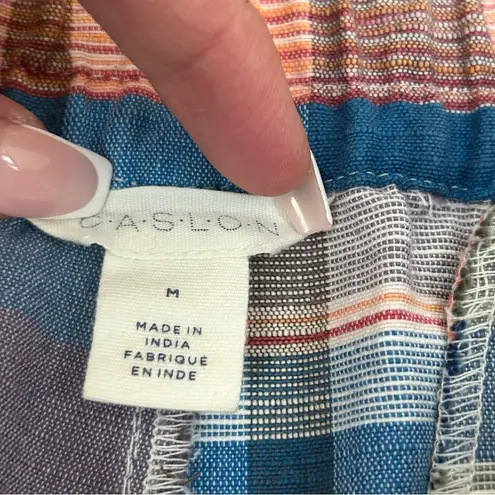 C·A·S·L·O·N
M
MADE IN
INDIA
FABRIQUÉ
EN INDE